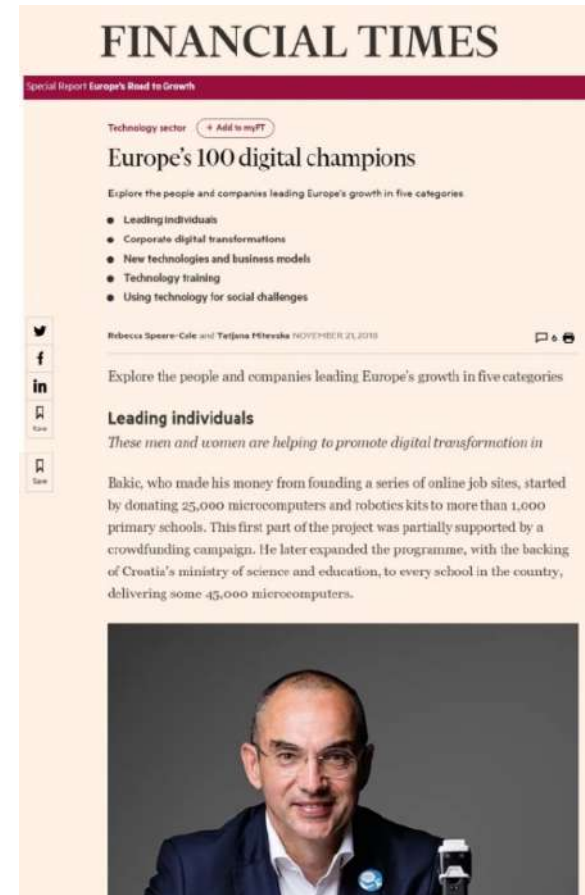 FINANCIAL TIMES
Special Report Europe's Road to Growth
Technology sector + Add to myFT
Europe's 100 digital champions
Explore the people and companies leading Europe's growth in five categories
Leading individuals
Corporate digital transformations
New technologies and business models
Technology training
Using technology for social challenges
Rebecca Speare-Cole and Tatjana Mitevska NOVEMBER 21, 2018
6
Explore the people and companies leading Europe's growth in five categories
Leading individuals
These men and women are helping to promote digital transformation in
Bakic, who made his money from founding a series of online job sites, started
by donating 25,000 microcomputers and robotics kits to more than 1,000
primary schools. This first part of the project was partially supported by a
crowdfunding campaign. He later expanded the programme, with the backing
of Croatia's ministry of science and education, to every school in the country,
delivering some 45,000 microcomputers.
f
in
Save
Save